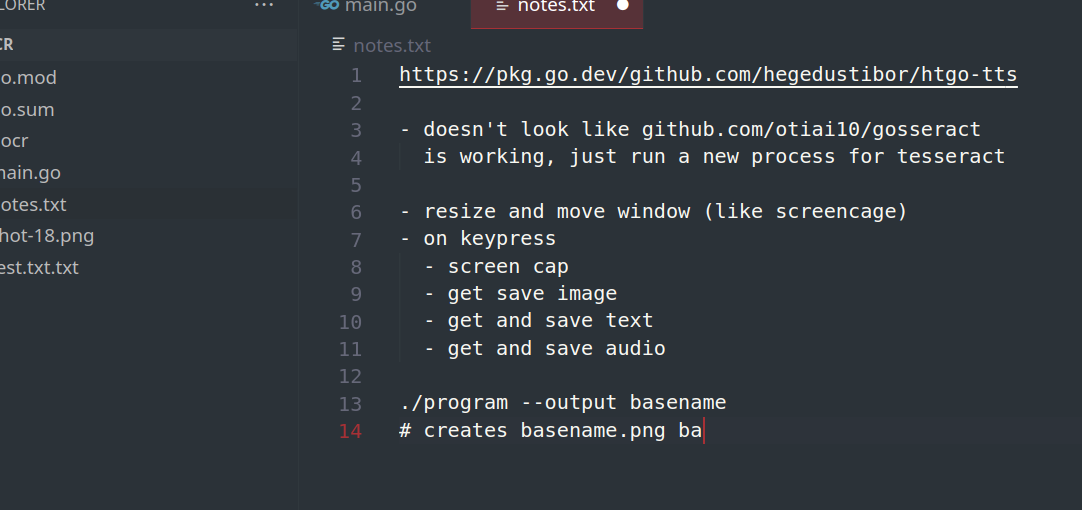 LORER ...
GO main.go
notes.txt
CR
notes.txt
o.mod
o.sum
ocr
nain.go
otes.txt
hot-18.png
est.txt.txt
1 https://pkg.go.dev/github.com/hegedustibor/htgo-tts
2
3 - doesn't look like github.com/otiai10/gosseract
4 is working, just run a new process for tesseract
5
6 - resize and move window (like screencage)
7 - on keypress
8 - screen cap
9 - get save image
10 - get and save text
11 - get and save audio
12
13 ./program --output basename
14 # creates basename.png ba